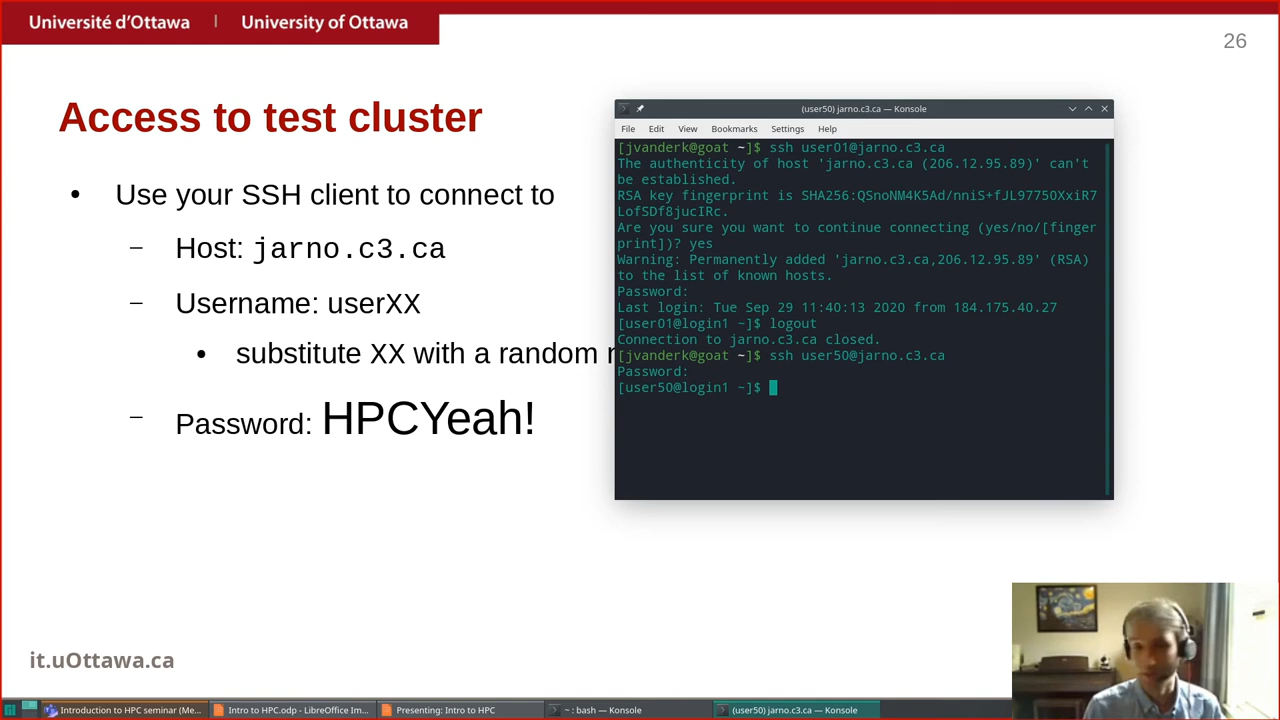 Université d'Ottawa | University of Ottawa
26
Access to test cluster
• Use your SSH client to connect to
– Host: jarno.c3.ca
– Username: userXX
• substitute XX with a random
– Password: HPCYeah!
(user50) jarno.c3.ca — Konsole
File Edit View Bookmarks Settings Help
[jvanderk@goat ~]$ ssh user01@jarno.c3.ca
The authenticity of host 'jarno.c3.ca (206.12.95.89)' can't
be established.
RSA key fingerprint is SHA256:QSnoNM4K5Ad/nniS+fJL97750XxiR7
LofSDf8jucIRc.
Are you sure you want to continue connecting (yes/no/[finger
print])? yes
Warning: Permanently added 'jarno.c3.ca,206.12.95.89' (RSA)
to the list of known hosts.
Password:
Last login: Tue Sep 29 11:40:13 2020 from 184.175.40.27
[user01@login1 ~]$ logout
Connection to jarno.c3.ca closed.
[jvanderk@goat ~]$ ssh user50@jarno.c3.ca
Password:
[user50@login1 ~]$
it.uOttawa.ca
Introduction to HPC seminar (Me... Intro to HPC.odp - LibreOffice Im... Presenting: Intro to HPC ~ : bash — Konsole (user50) jarno.c3.ca — Konsole